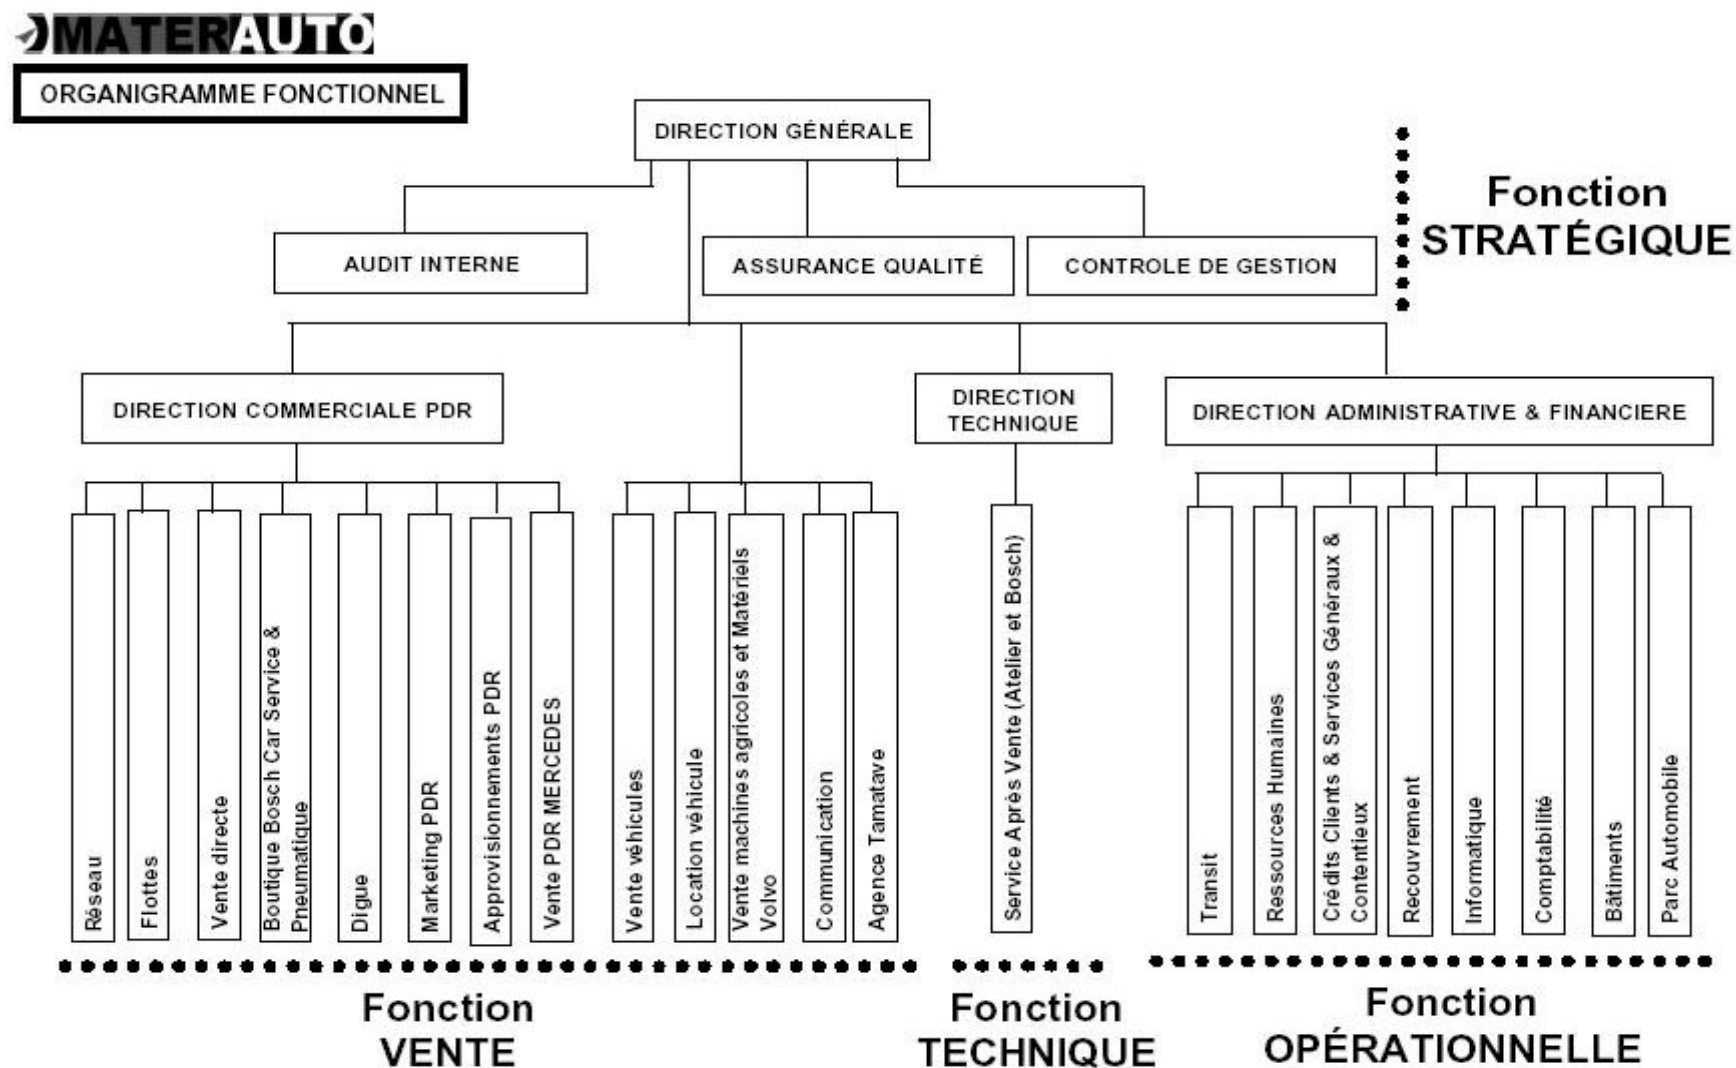 MATERAUTO
ORGANIGRAMME FONCTIONNEL
DIRECTION GÉNÉRALE
Fonction
STRATÉGIQUE
AUDIT INTERNE
ASSURANCE QUALITÉ
CONTROLE DE GESTION
DIRECTION COMMERCIALE PDR
DIRECTION
TECHNIQUE
DIRECTION ADMINISTRATIVE & FINANCIERE
Réseau
Flottes
Vente directe
Boutique Bosch Car Service &
Pneumatique
Digue
Marketing PDR
Approvisionnements PDR
Vente PDR MERCEDES
Vente véhicules
Location véhicule
Vente machines agricoles et Matériels
Volvo
Communication
Agence Tamatave
Service Après Vente (Atelier et Bosch)
Transit
Ressources Humaines
Crédits Clients & Services Généraux &
Contentieux
Recouvrement
Informatique
Comptabilité
Bâtiments
Parc Automobile
Fonction
VENTE
Fonction
TECHNIQUE
Fonction
OPÉRATIONNELLE